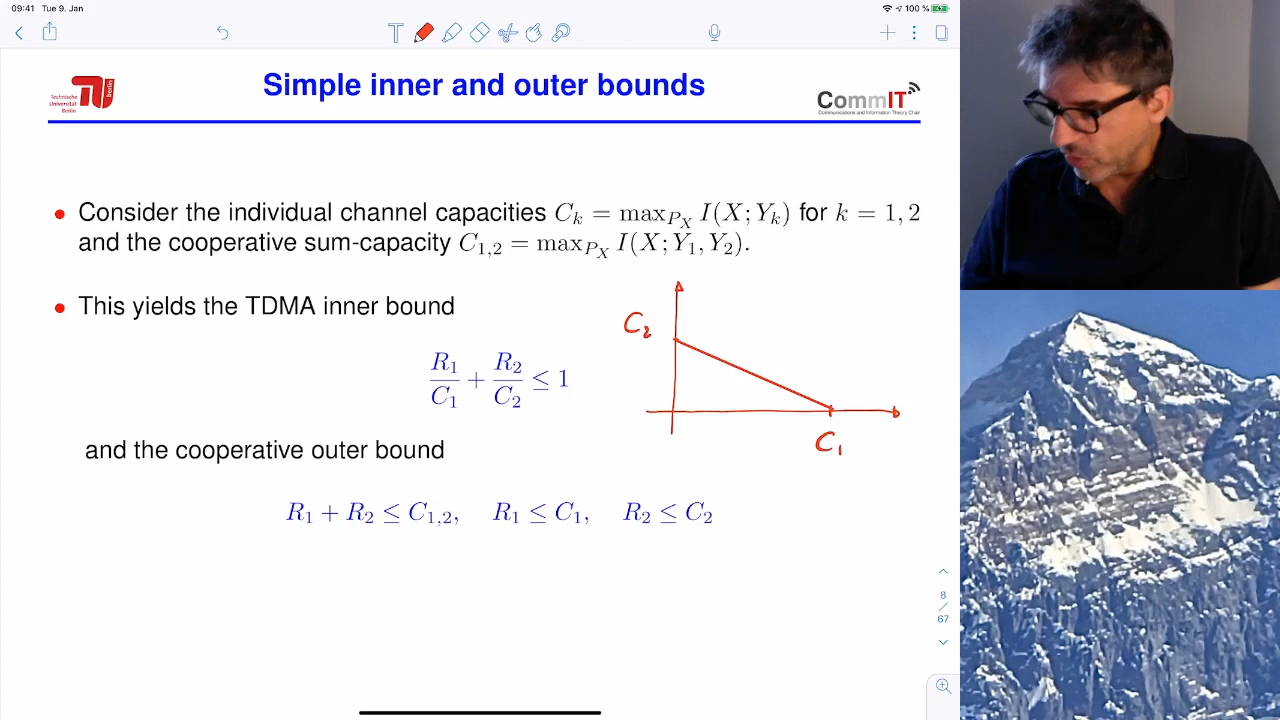 09:41 Tue 9. Jan
100 %
Simple inner and outer bounds
Technische
Universität
Berlin
berlin
CommIT
Communications and Information Theory Chair
• Consider the individual channel capacities C_k = max_{P_X} I(X; Y_k) for k = 1, 2
and the cooperative sum-capacity C_{1,2} = max_{P_X} I(X; Y_1, Y_2).
• This yields the TDMA inner bound
R_1/C_1 + R_2/C_2 ≤ 1
C_2
C_1
and the cooperative outer bound
R_1 + R_2 ≤ C_{1,2}, R_1 ≤ C_1, R_2 ≤ C_2
8
/
67